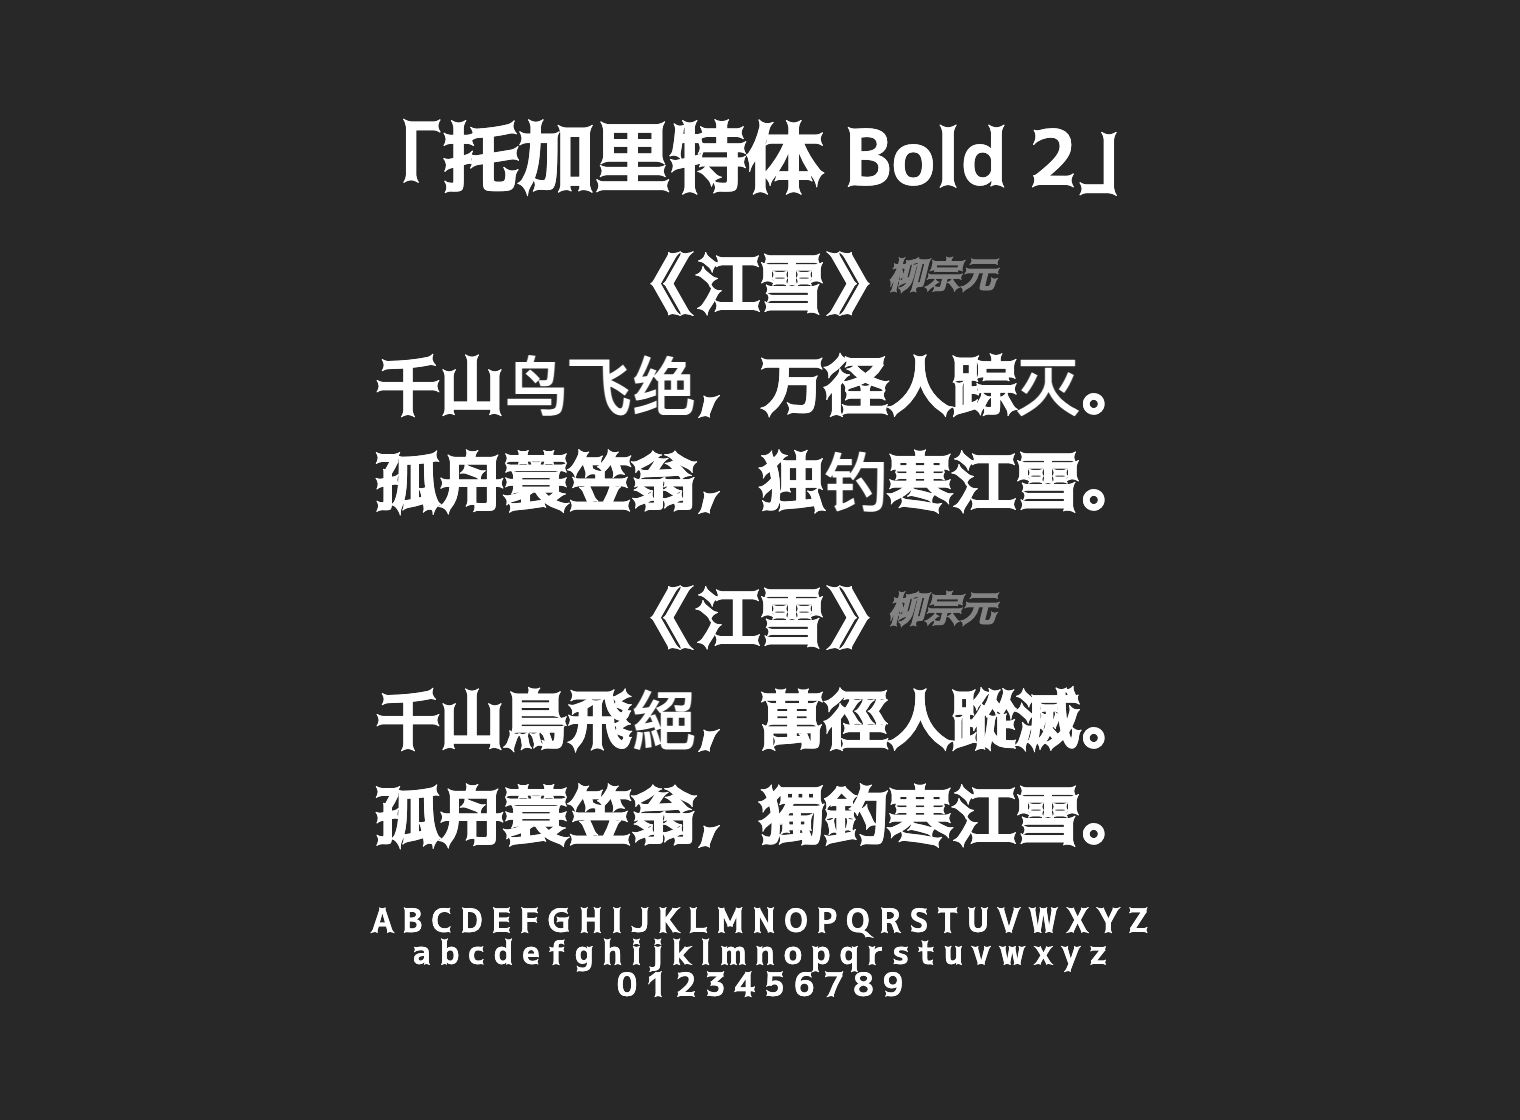 「托加里特体 Bold 2」
《江雪》柳宗元
千山鸟飞绝，万径人踪灭。
孤舟蓑笠翁，独钓寒江雪。
《江雪》柳宗元
千山鳥飛絕，萬徑人蹤滅。
孤舟蓑笠翁，獨釣寒江雪。
A B C D E F G H I J K L M N O P Q R S T U V W X Y Z
a b c d e f g h i j k l m n o p q r s t u v w x y z
0 1 2 3 4 5 6 7 8 9